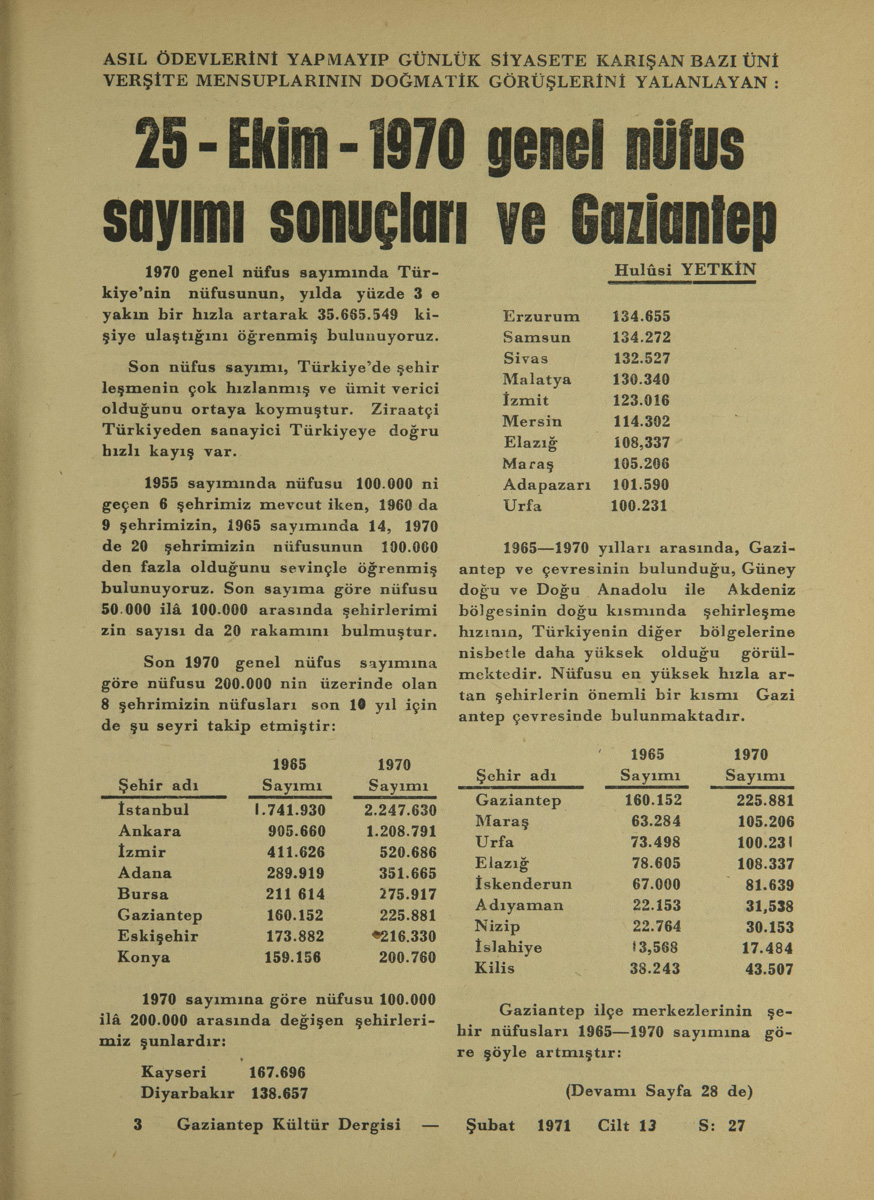 ASIL ÖDEVLERİNİ YAPMAYIP GÜNLÜK SİYASETE KARIŞAN BAZI ÜNİ
VERŞİTE MENSUPLARININ DOĞMATİK GÖRÜŞLERİNİ YALANLAYAN :
25 - Ekim - 1970 genel nüfus
sayımı sonuçları ve Gaziantep
Hulûsi YETKİN
1970 genel nüfus sayımında Tür-
kiye'nin nüfusunun, yılda yüzde 3 e
yakın bir hızla artarak 35.665.549 ki-
şiye ulaştığını öğrenmiş bulunuyoruz.
Son nüfus sayımı, Türkiye'de şehir
leşmenin çok hızlanmış ve ümit verici
olduğunu ortaya koymuştur. Ziraatçi
Türkiyeden sanayici Türkiyeye doğru
hızlı kayış var.
1955 sayımında nüfusu 100.000 ni
geçen 6 şehrimiz mevcut iken, 1960 da
9 şehrimizin, 1965 sayımında 14, 1970
de 20 şehrimizin nüfusunun 100.000
den fazla olduğunu sevinçle öğrenmiş
bulunuyoruz. Son sayıma göre nüfusu
50.000 ilâ 100.000 arasında şehirlerimi
zin sayısı da 20 rakamını bulmuştur.
Son 1970 genel nüfus sayımına
göre nüfusu 200.000 nin üzerinde olan
8 şehrimizin nüfusları son 10 yıl için
de şu seyri takip etmiştir:
1965 1970
Şehir adı Sayımı Sayımı
İstanbul 1.741.930 2.247.630
Ankara 905.660 1.208.791
İzmir 411.626 520.686
Adana 289.919 351.665
Bursa 211 614 275.917
Gaziantep 160.152 225.881
Eskişehir 173.882 216.330
Konya 159.156 200.760
1970 sayımına göre nüfusu 100.000
ilâ 200.000 arasında değişen şehirleri-
miz şunlardır:
Kayseri 167.696
Diyarbakır 138.657
Erzurum 134.655
Samsun 134.272
Sivas 132.527
Malatya 130.340
İzmit 123.016
Mersin 114.302
Elazığ 108,337
Maraş 105.206
Adapazarı 101.590
Urfa 100.231
1965—1970 yılları arasında, Gazi-
antep ve çevresinin bulunduğu, Güney
doğu ve Doğu Anadolu ile Akdeniz
bölgesinin doğu kısmında şehirleşme
hızının, Türkiyenin diğer bölgelerine
nisbetle daha yüksek olduğu görül-
mektedir. Nüfusu en yüksek hızla ar-
tan şehirlerin önemli bir kısmı Gazi
antep çevresinde bulunmaktadır.
1965 1970
Şehir adı Sayımı Sayımı
Gaziantep 160.152 225.881
Maraş 63.284 105.206
Urfa 73.498 100.231
Elazığ 78.605 108.337
İskenderun 67.000 81.639
Adıyaman 22.153 31,538
Nizip 22.764 30.153
İslahiye 13,568 17.484
Kilis 38.243 43.507
Gaziantep ilçe merkezlerinin şe-
hir nüfusları 1965—1970 sayımına gö-
re şöyle artmıştır:
(Devamı Sayfa 28 de)
3 Gaziantep Kültür Dergisi — Şubat 1971 Cilt 13 S: 27